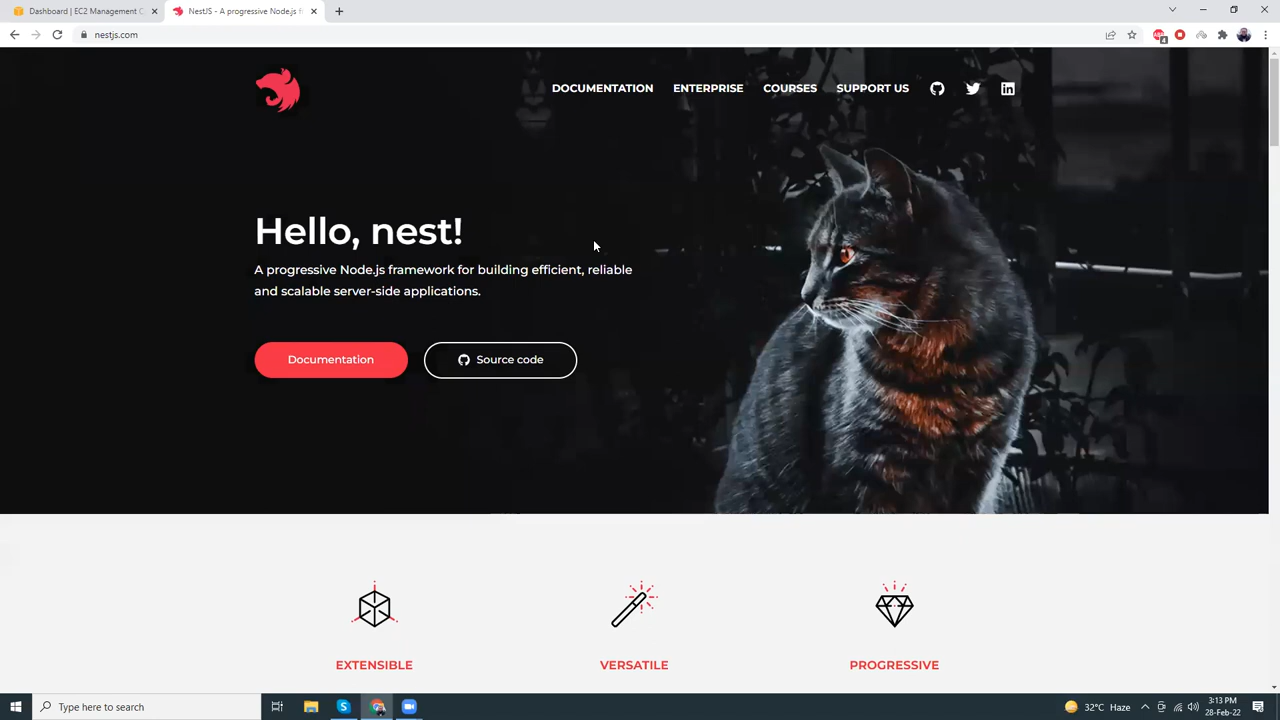 Dashboard | EC2 Management C
NestJS - A progressive Node.js f
nestjs.com
ABP
4
DOCUMENTATION
ENTERPRISE
COURSES
SUPPORT US
Hello, nest!
A progressive Node.js framework for building efficient, reliable
and scalable server-side applications.
Documentation
Source code
EXTENSIBLE
VERSATILE
PROGRESSIVE
Type here to search
32°C Haze
3:13 PM
28-Feb-22